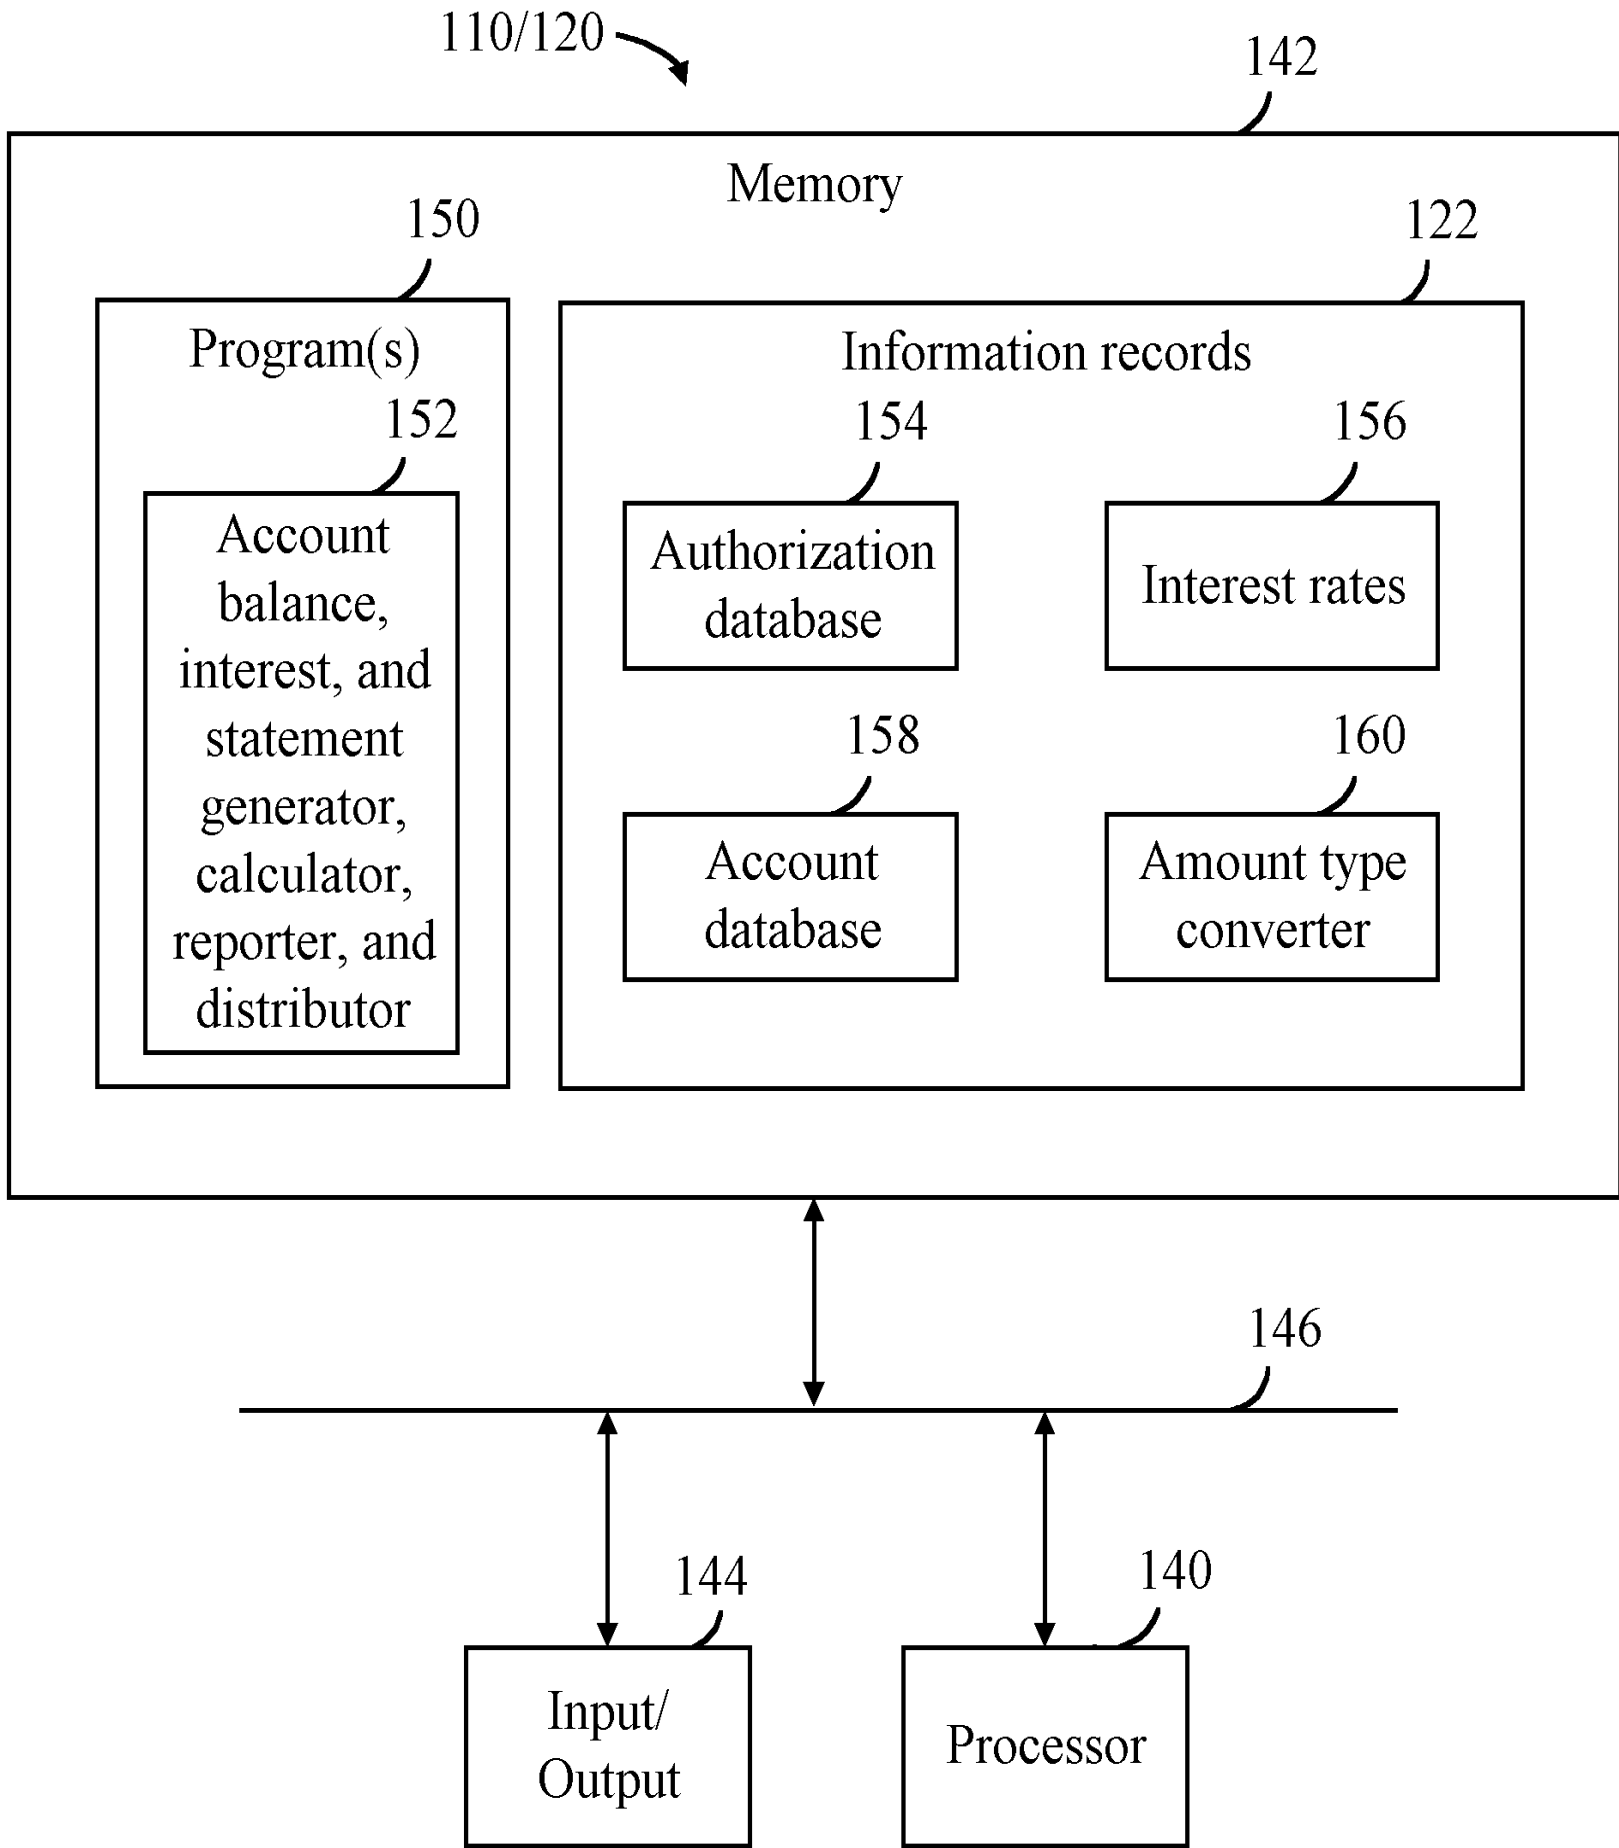 110/120
142
Memory
150
122
Program(s)
Information records
152
154
156
Account
balance,
interest, and
statement
generator,
calculator,
reporter, and
distributor
Authorization
database
Interest rates
158
160
Account
database
Amount type
converter
146
144
140
Input/
Output
Processor